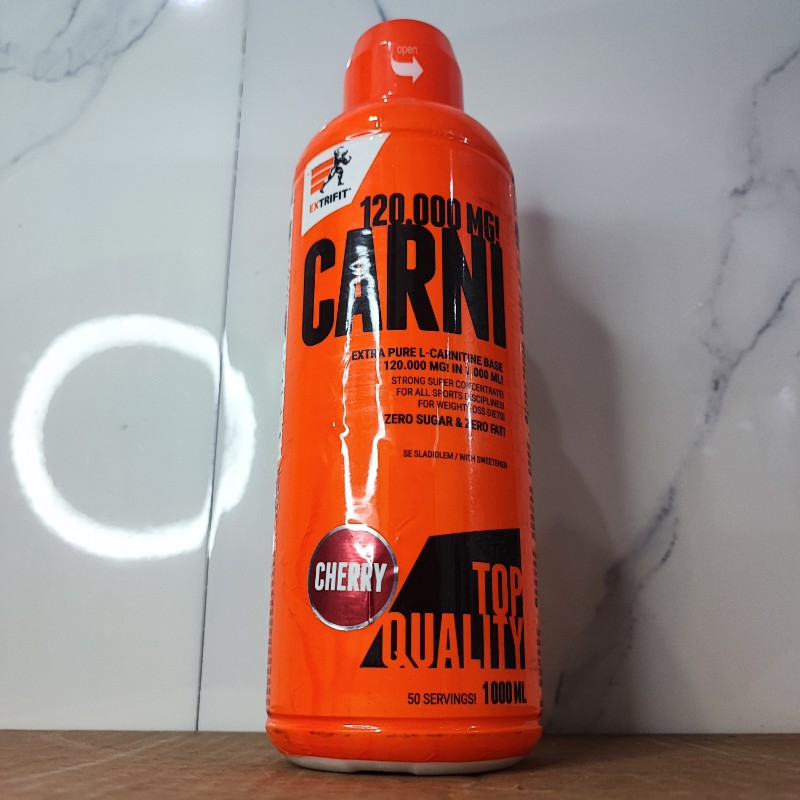 open
EXTRIFIT®
120.000 MG!
CARNI
EXTRA PURE L-CARNITINE BASE
120.000 MG! IN 1 000 ML!
STRONG SUPER CONCENTRATE!
FOR ALL SPORTS DISCIPLINES!
FOR WEIGHT LOSS DIETS!
ZERO SUGAR & ZERO FAT!
SE SLADIDLEM / WITH SWEETENER
CHERRY
TOP
QUALITY
50 SERVINGS! 1000 ML